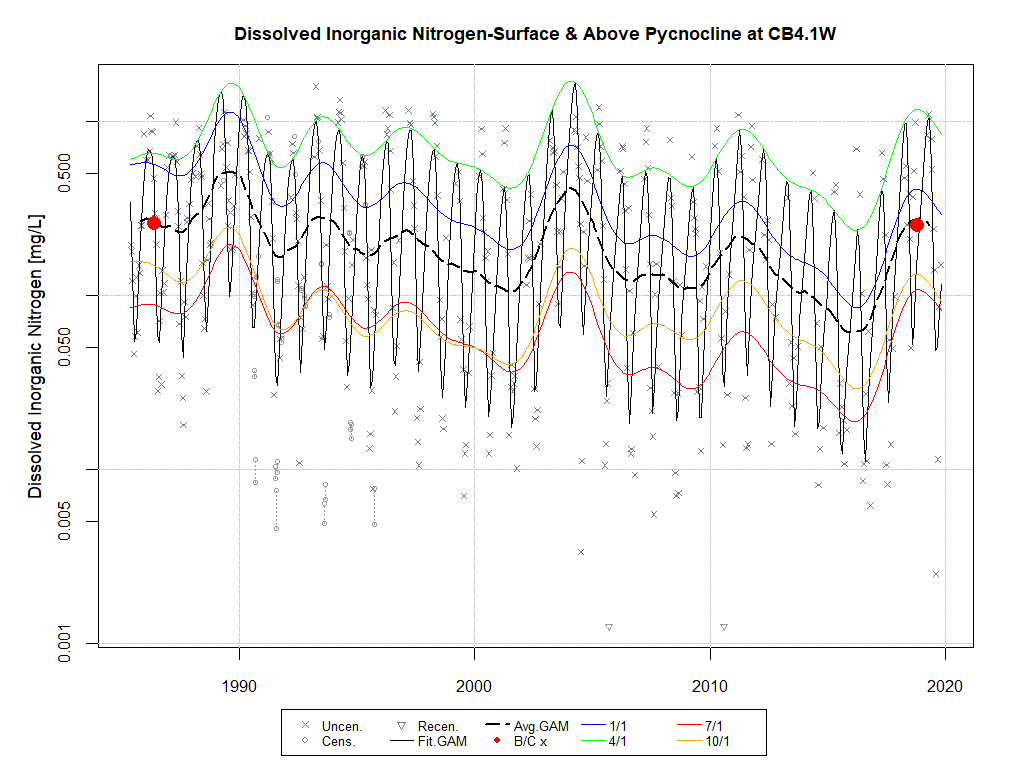 Dissolved Inorganic Nitrogen-Surface & Above Pycnocline at CB4.1W
Dissolved Inorganic Nitrogen [mg/L]
0.500
0.050
0.005
0.001
1990 2000 2010 2020
Uncen. Recen. Avg.GAM 1/1 7/1
Cens. Fit.GAM B/C x 4/1 10/1